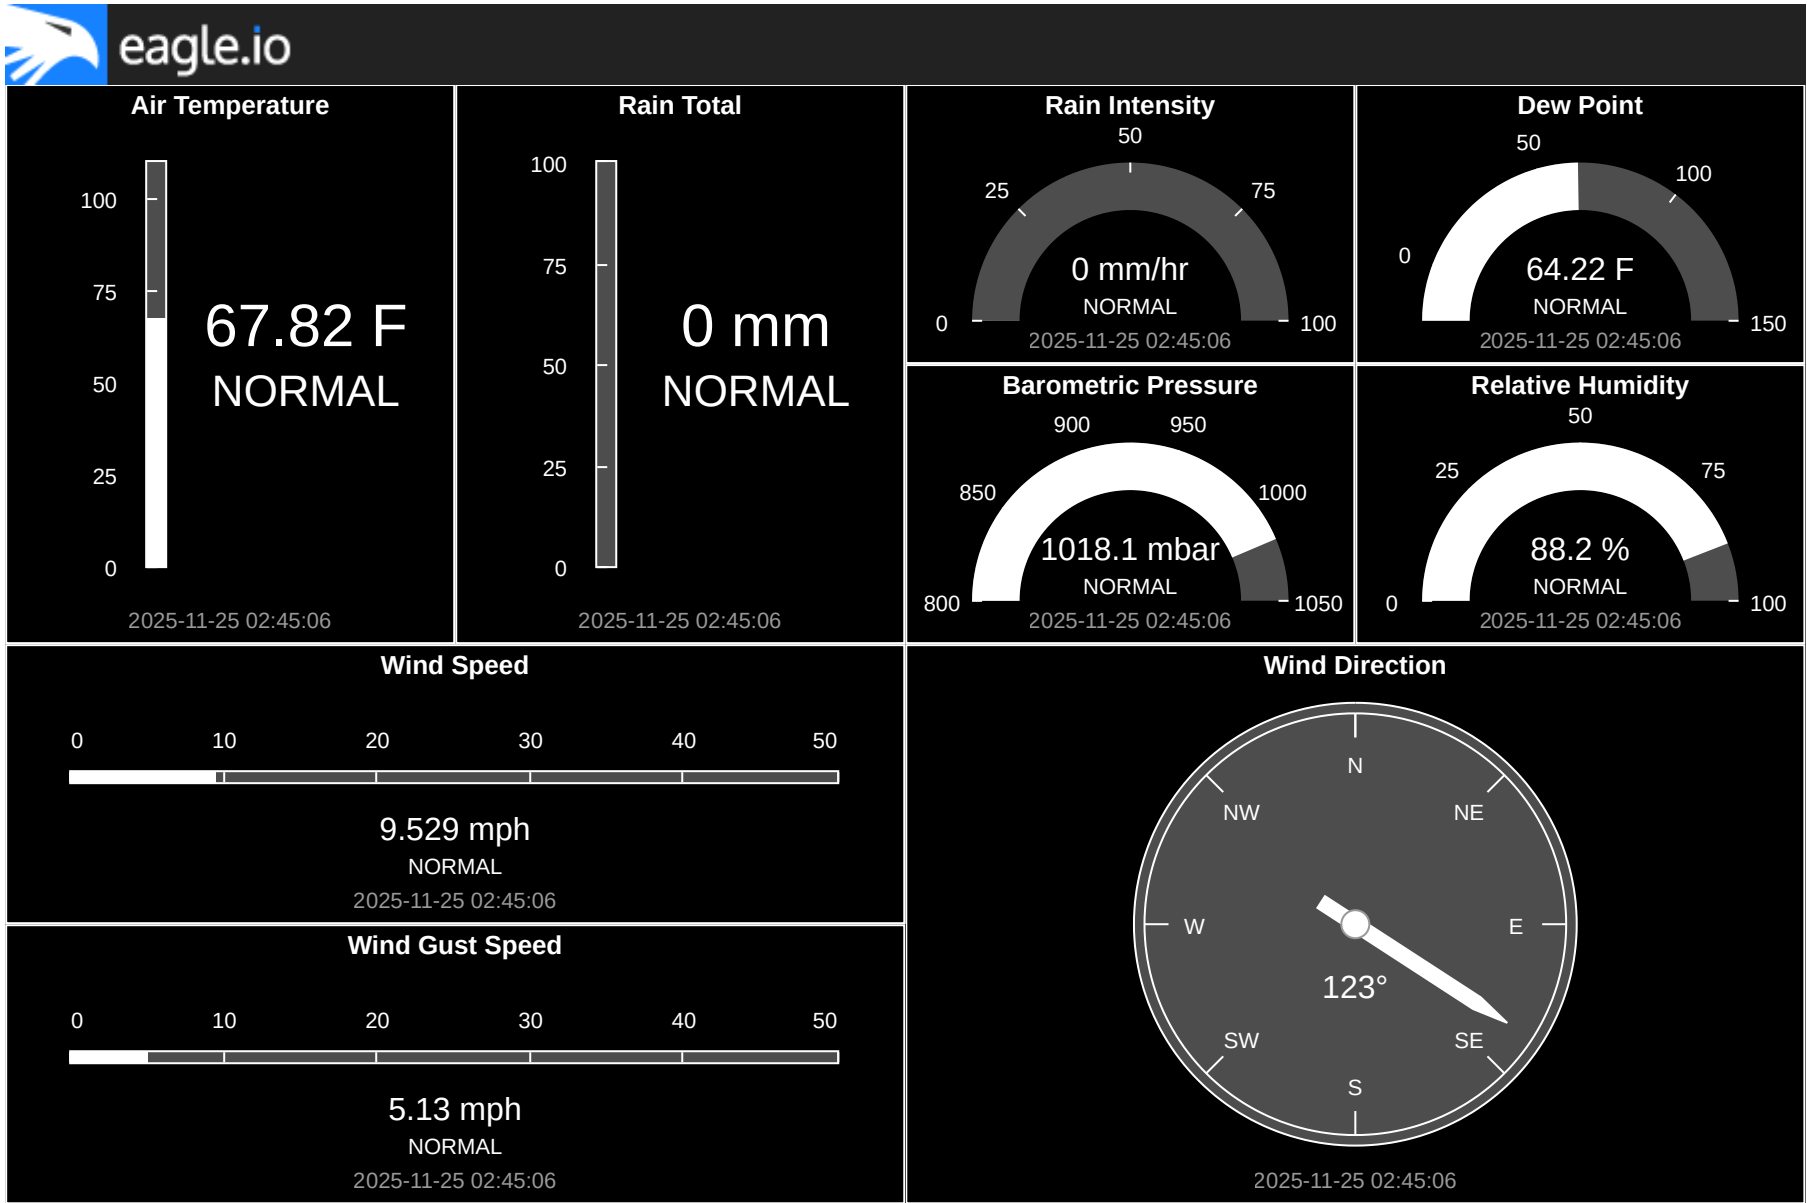 eagle.io
Air Temperature
100
75
50
25
0
67.82 F
NORMAL
2025-11-25 02:45:06
Rain Total
100
75
50
25
0
0 mm
NORMAL
2025-11-25 02:45:06
Rain Intensity
50
25
75
0
100
0 mm/hr
NORMAL
2025-11-25 02:45:06
Dew Point
50
100
0
150
64.22 F
NORMAL
2025-11-25 02:45:06
Barometric Pressure
900
950
850
1000
800
1050
1018.1 mbar
NORMAL
2025-11-25 02:45:06
Relative Humidity
50
25
75
0
100
88.2 %
NORMAL
2025-11-25 02:45:06
Wind Speed
0 10 20 30 40 50
9.529 mph
NORMAL
2025-11-25 02:45:06
Wind Gust Speed
0 10 20 30 40 50
5.13 mph
NORMAL
2025-11-25 02:45:06
Wind Direction
N
NW
NE
W
E
123°
SW
SE
S
2025-11-25 02:45:06